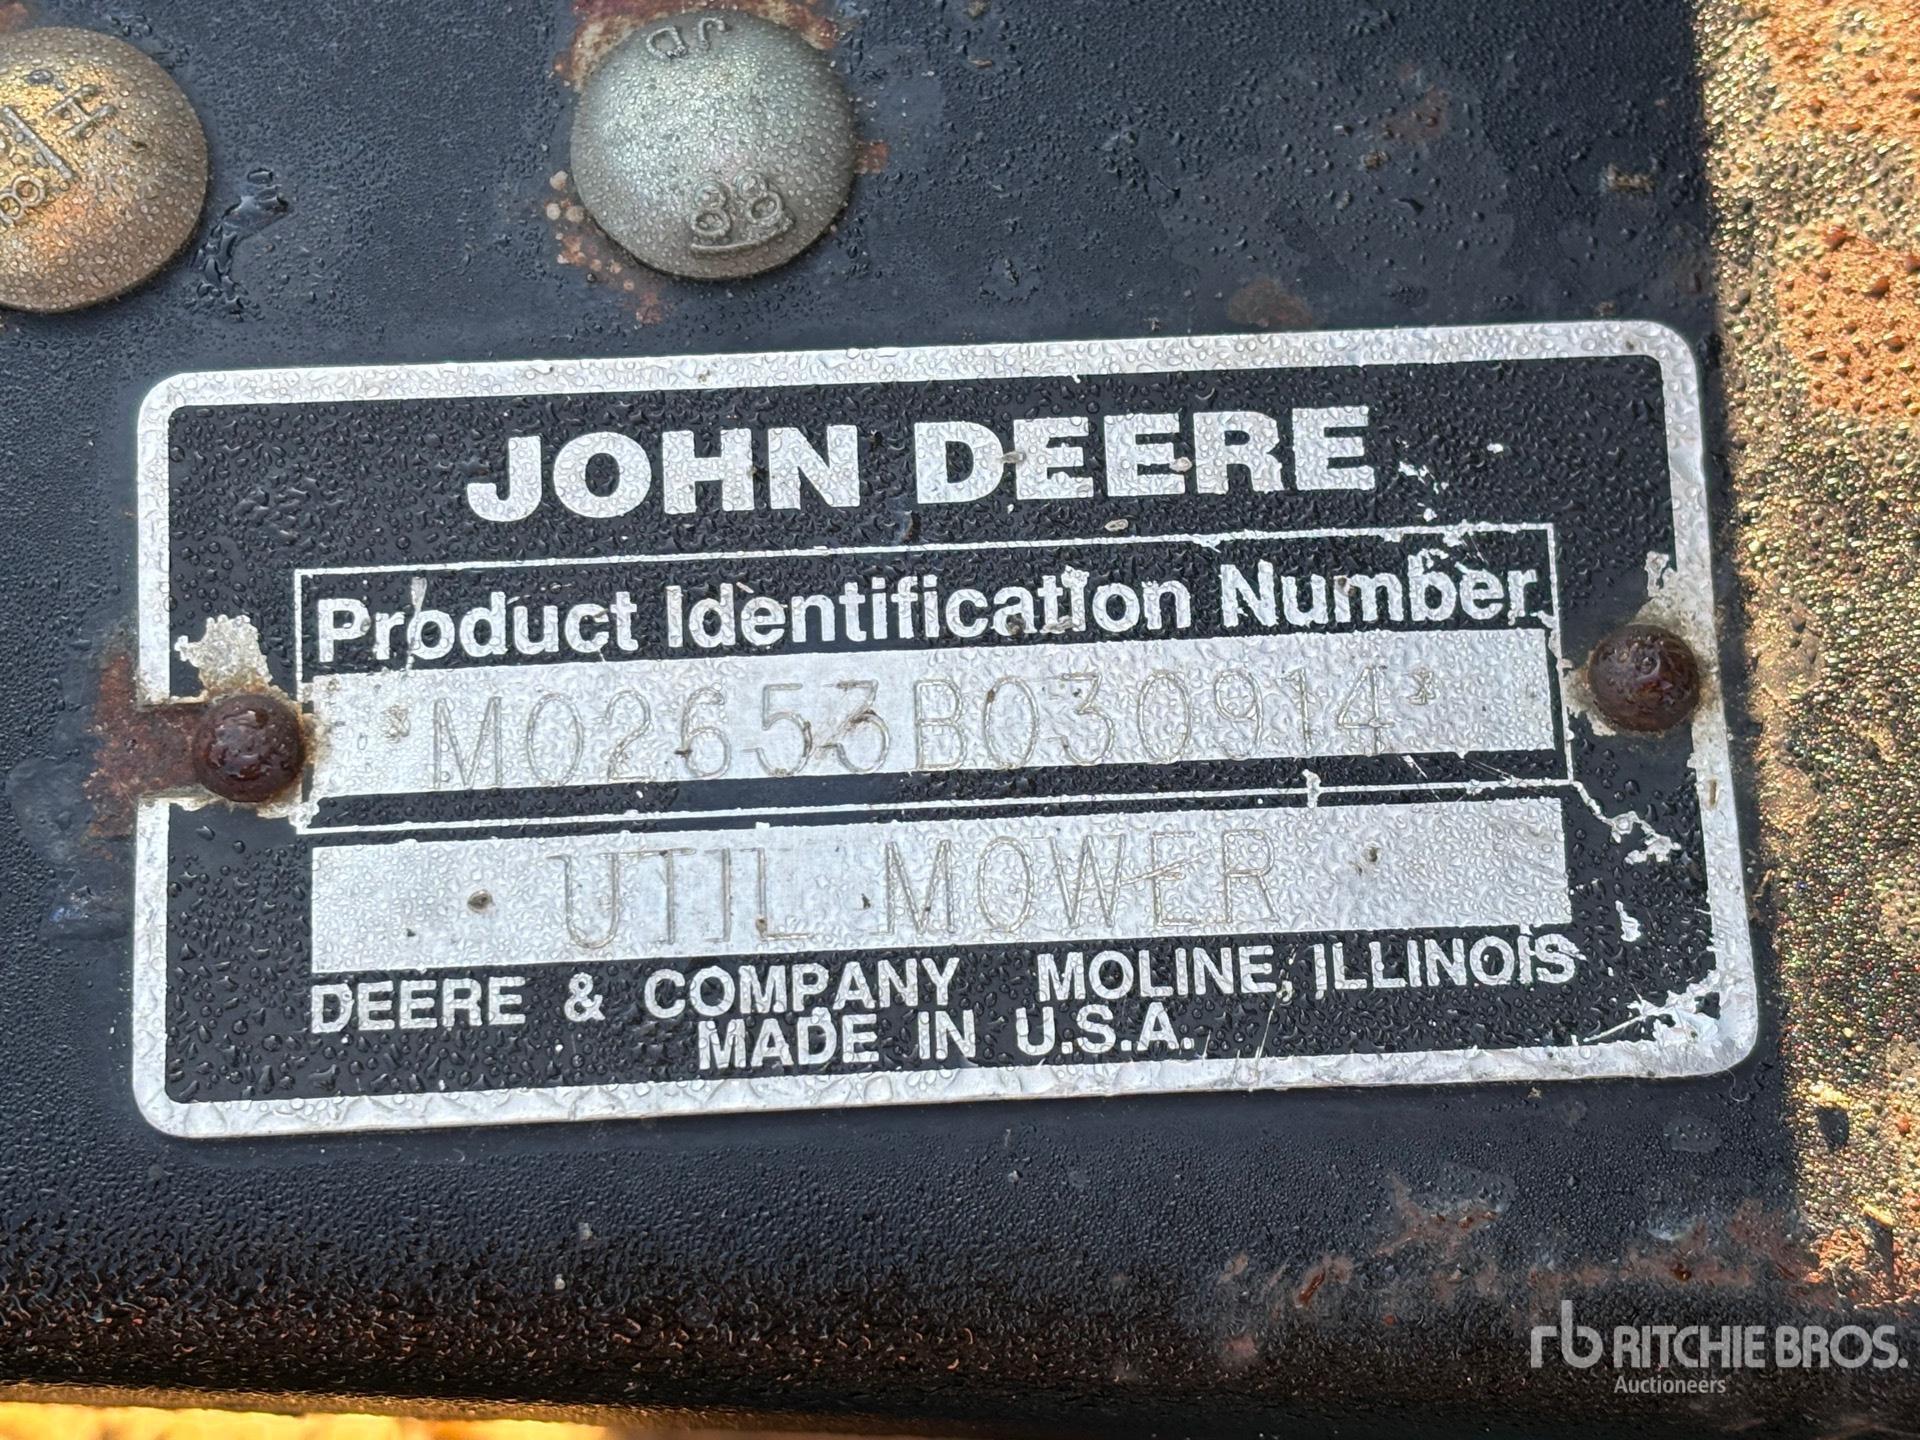 JD
88
JOHN DEERE
Product Identification Number
*M02653B030914*
UTIL MOWER
DEERE & COMPANY MOLINE, ILLINOIS
MADE IN U.S.A.
rb RITCHIE BROS.
Auctioneers